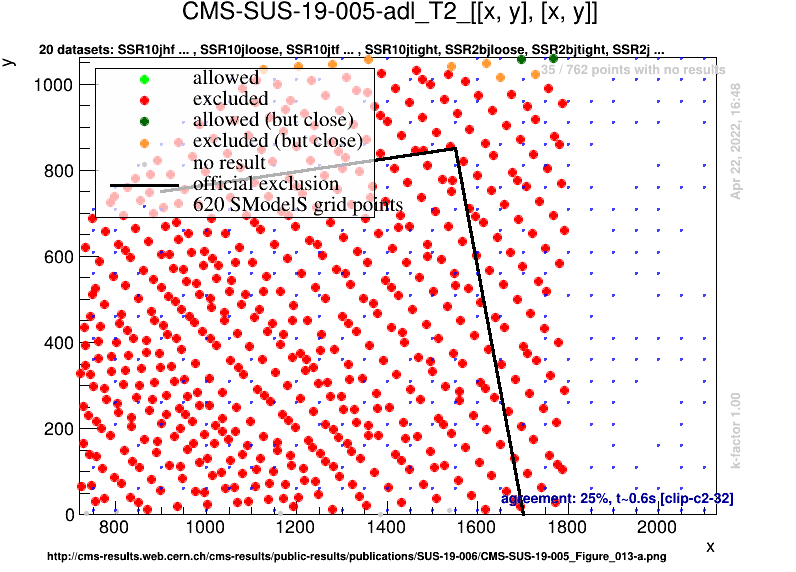 CMS-SUS-19-005-adl_T2_[[x, y], [x, y]]
20 datasets: SSR10jhf ... , SSR10jloose, SSR10jtf ... , SSR10jtight, SSR2bjloose, SSR2bjtight, SSR2j ...
y
35 / 762 points with no results
allowed
excluded
allowed (but close)
excluded (but close)
no result
official exclusion
620 SModelS grid points
1000
800
600
400
200
0
Apr 22, 2022, 16:48
k-factor 1.00
agreement: 25%, t~0.6s [clip-c2-32]
800 1000 1200 1400 1600 1800 2000
x
http://cms-results.web.cern.ch/cms-results/public-results/publications/SUS-19-006/CMS-SUS-19-005_Figure_013-a.png